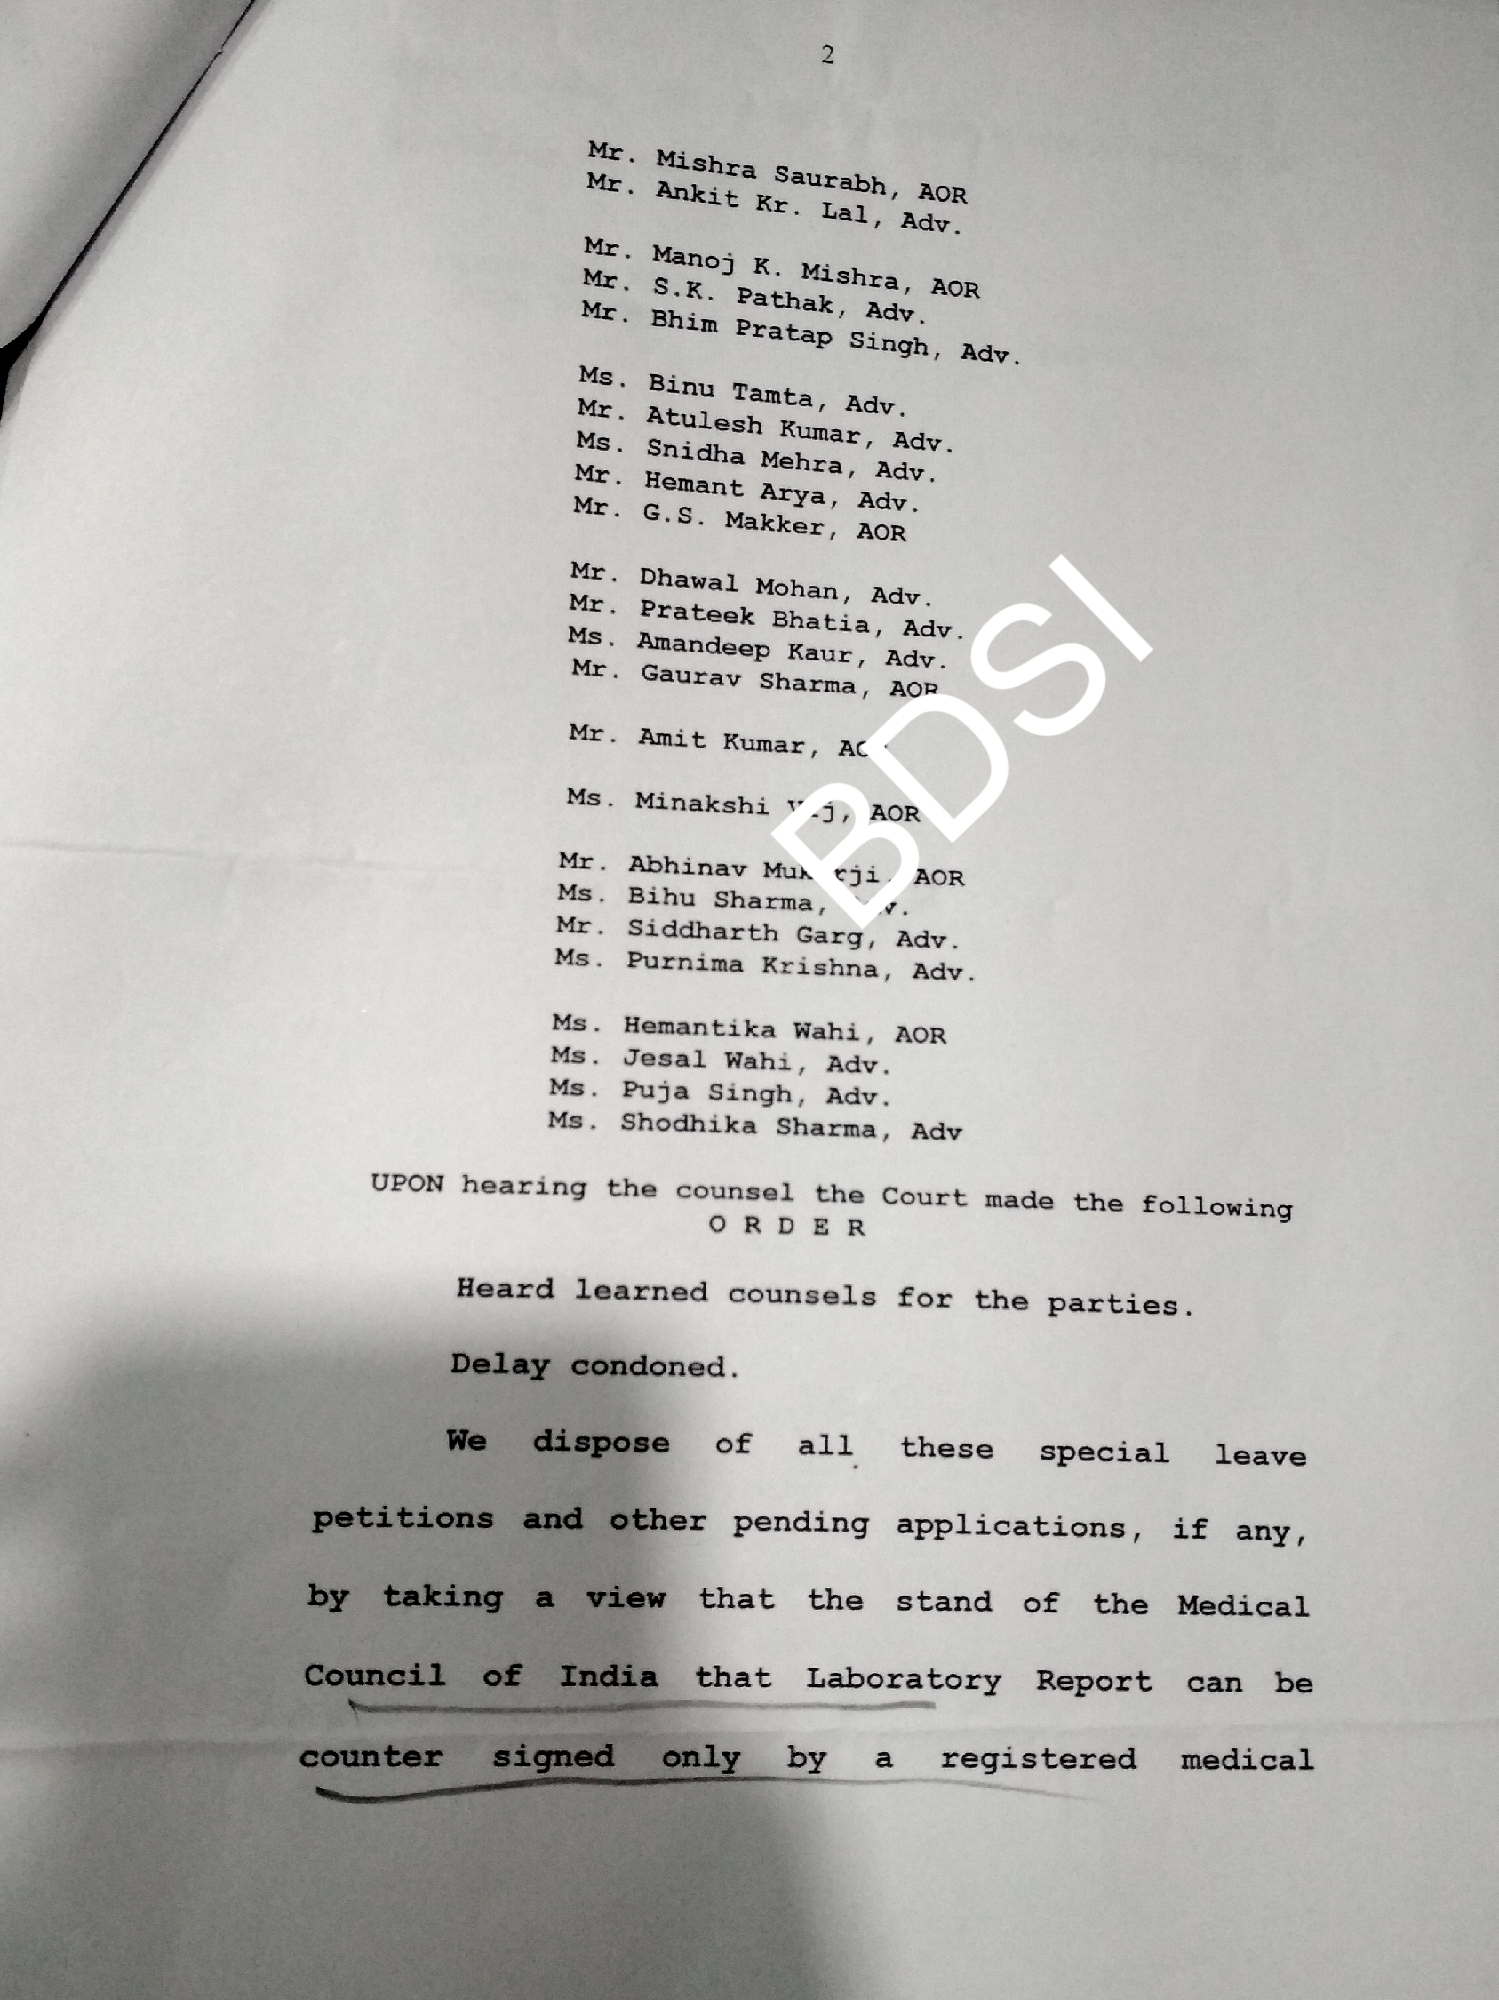 2
Mr. Mishra Saurabh, AOR
Mr. Ankit Kr. Lal, Adv.
Mr. Manoj K. Mishra, AOR
Mr. S.K. Pathak, Adv.
Mr. Bhim Pratap Singh, Adv.
Ms. Binu Tamta, Adv.
Mr. Atulesh Kumar, Adv.
Ms. Snidha Mehra, Adv.
Mr. Hemant Arya, Adv.
Mr. G.S. Makker, AOR
Mr. Dhawal Mohan, Adv.
Mr. Prateek Bhatia, Adv.
Ms. Amandeep Kaur, Adv.
Mr. Gaurav Sharma, AOR
Mr. Amit Kumar,
Ms. Minakshi AOR
Mr. Abhinav AOR
Ms. Bihu Sharma,
Mr. Siddharth Garg, Adv.
Ms. Purnima Krishna, Adv.
Ms. Hemantika Wahi, AOR
Ms. Jesal Wahi, Adv.
Ms. Puja Singh, Adv.
Ms. Shodhika Sharma, Adv
BDSI
UPON hearing the counsel the Court made the following
O R D E R
Heard learned counsels for the parties.
Delay condoned.
We dispose of all these special leave
petitions and other pending applications, if any,
by taking a view that the stand of the Medical
Council of India that Laboratory Report can be
counter signed only by a registered medical